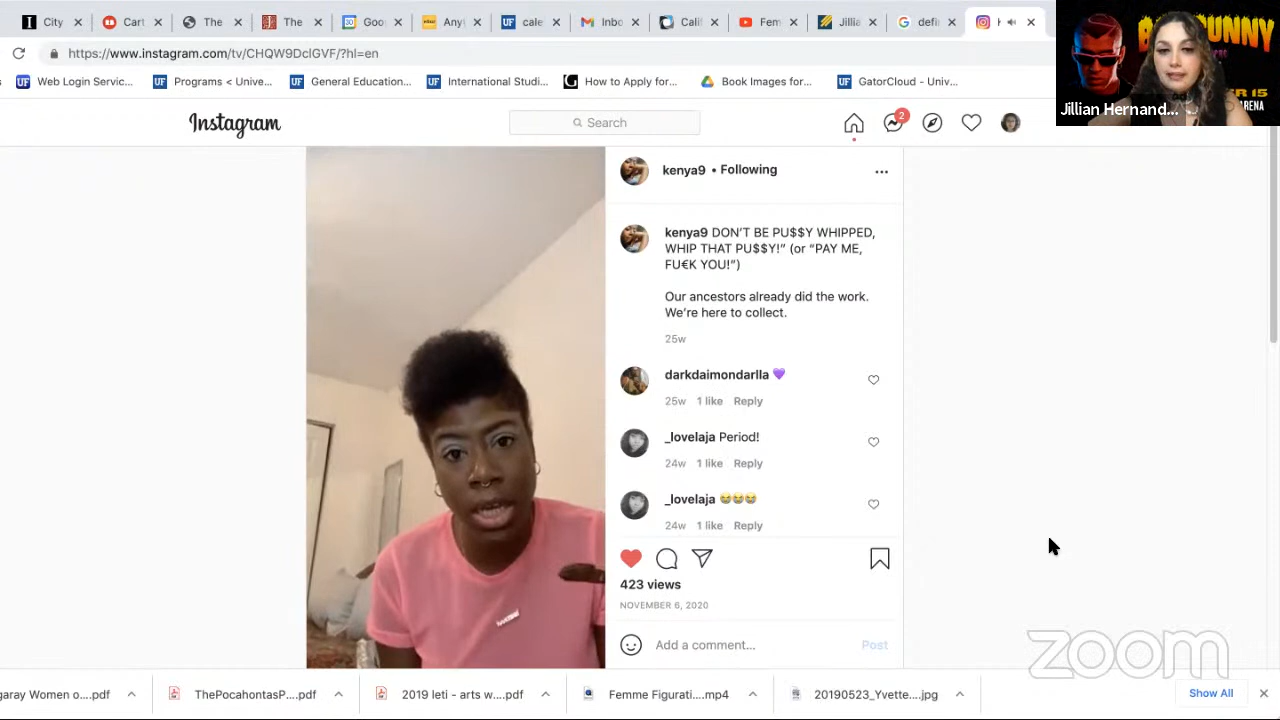 City
Cart
The
The
Goo
Any
cale
Inbo
Cali
Fem
Jillia
defi
https://www.instagram.com/tv/CHQW9DclGVF/?hl=en
Web Login Servic...
Programs < Unive...
General Education...
International Studi...
How to Apply for...
Book Images for...
GatorCloud - Univ...
Jillian Hernand...
ER 15
ARENA
Instagram
Search
2
kenya9 • Following
kenya9 DON'T BE PU$$Y WHIPPED,
WHIP THAT PU$$Y!" (or "PAY ME,
FU€K YOU!")
Our ancestors already did the work.
We're here to collect.
25w
darkdaimondarlla 💜
25w 1 like Reply
_lovelaja Period!
24w 1 like Reply
_lovelaja 😂😂😂
24w 1 like Reply
423 views
NOVEMBER 6, 2020
Add a comment...
Post
zoom
garay Women o....pdf
ThePocahontasP....pdf
2019 leti - arts w....pdf
Femme Figurati....mp4
20190523_Yvette....jpg
Show All